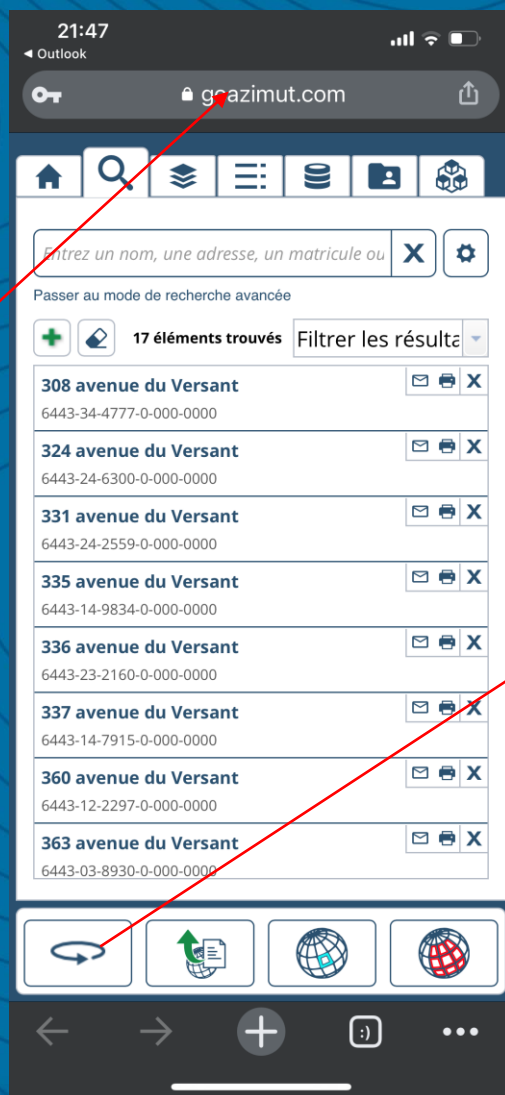 21:47
◄ Outlook
goazimut.com
Entrez un nom, une adresse, un matricule ou
X
Passer au mode de recherche avancée
17 éléments trouvés
Filtrer les résulta
308 avenue du Versant
6443-34-4777-0-000-0000
324 avenue du Versant
6443-24-6300-0-000-0000
331 avenue du Versant
6443-24-2559-0-000-0000
335 avenue du Versant
6443-14-9834-0-000-0000
336 avenue du Versant
6443-23-2160-0-000-0000
337 avenue du Versant
6443-14-7915-0-000-0000
360 avenue du Versant
6443-12-2297-0-000-0000
363 avenue du Versant
6443-03-8930-0-000-0000
:)